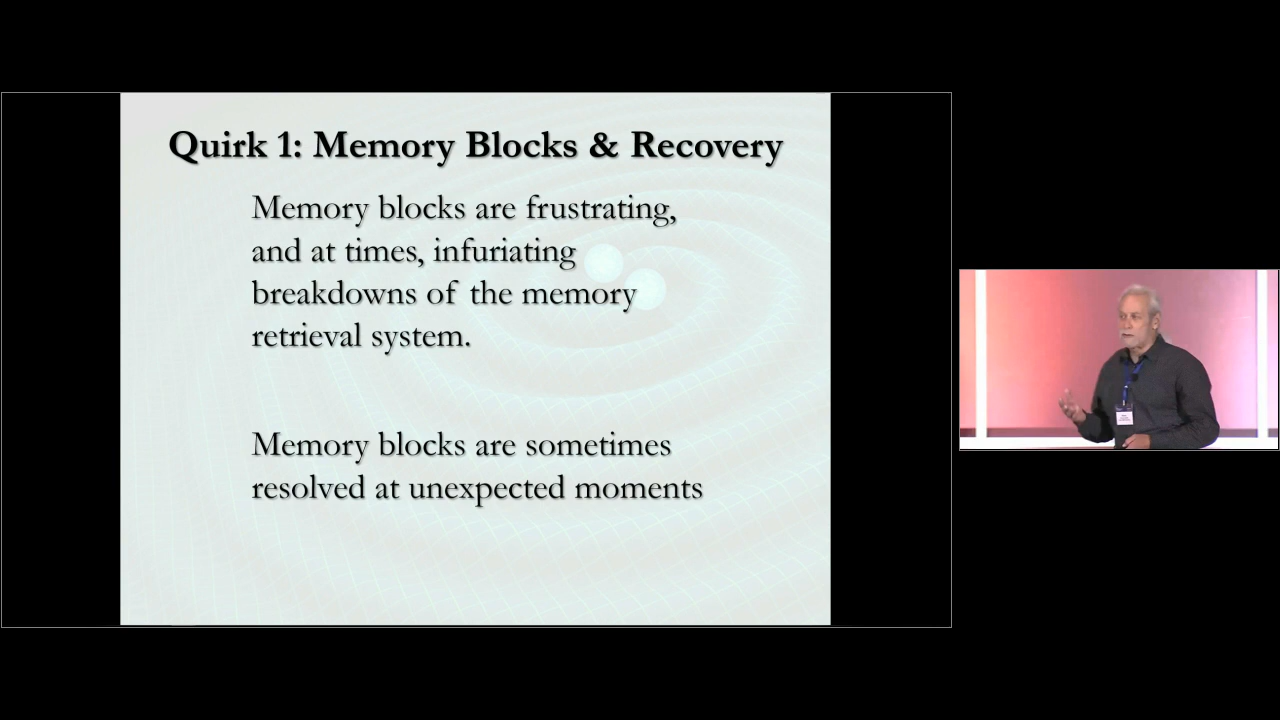 Quirk 1: Memory Blocks & Recovery
Memory blocks are frustrating,
and at times, infuriating
breakdowns of the memory
retrieval system.
Memory blocks are sometimes
resolved at unexpected moments